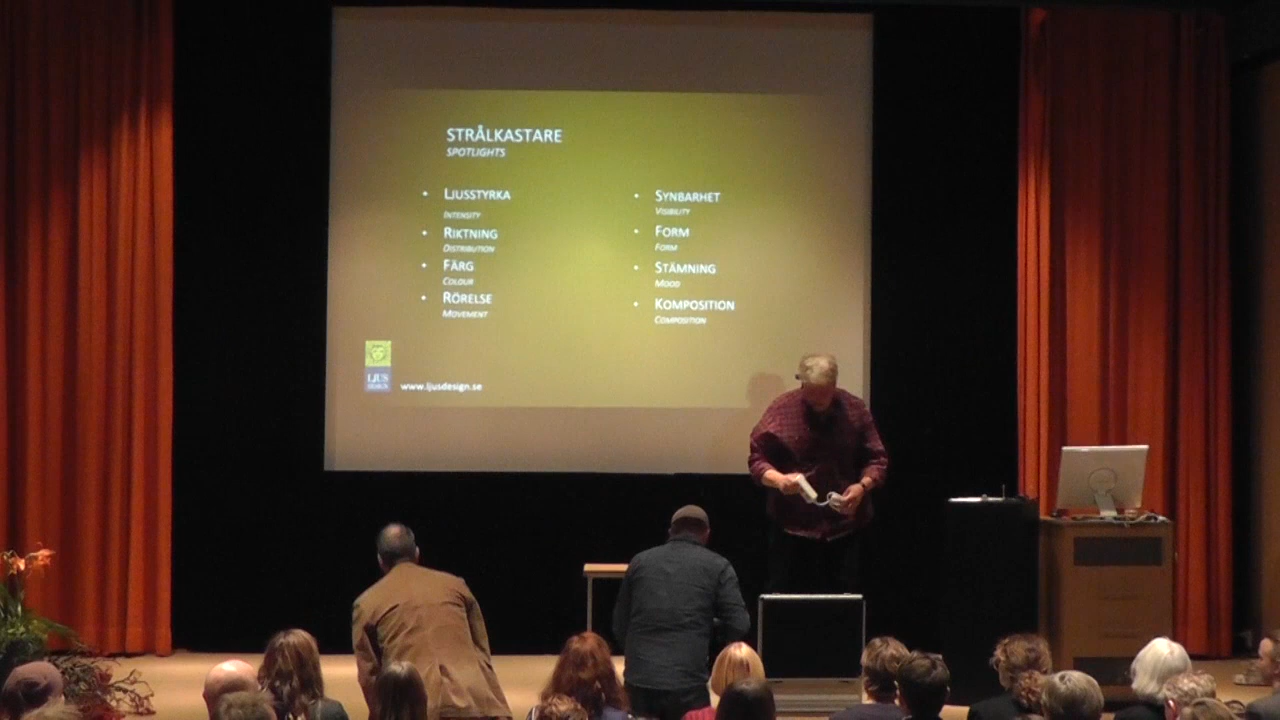 STRÅLKASTARE
SPOTLIGHTS
• LJUSSTYRKA
INTENSITY
• RIKTNING
DISTRIBUTION
• FÄRG
COLOUR
• RÖRELSE
MOVEMENT
• SYNBARHET
VISIBILITY
• FORM
FORM
• STÄMNING
MOOD
• KOMPOSITION
COMPOSITION
LJUS
DESIGN
www.ljusdesign.se